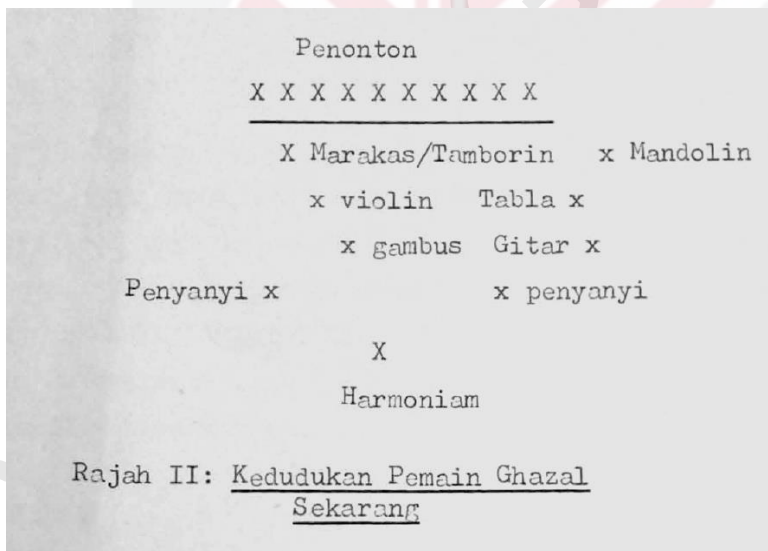 Penonton
X X X X X X X X X X
X Marakas/Tamborin x Mandolin
x violin Tabla x
x gambus Gitar x
Penyanyi x x penyanyi
X
Harmoniam
Rajah II: Kedudukan Pemain Ghazal
Sekarang